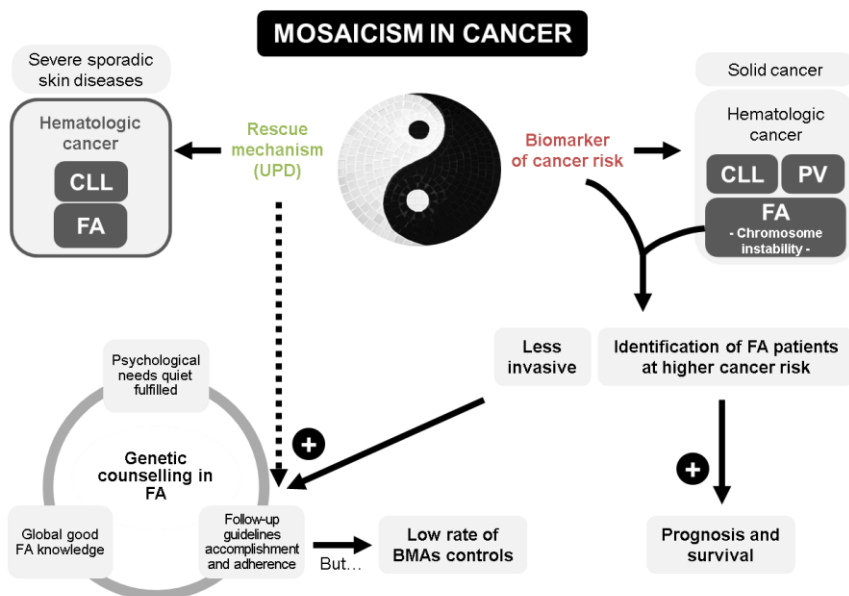 MOSAICISM IN CANCER
Severe sporadic
skin diseases
Hematologic
cancer
CLL
FA
Rescue
mechanism
(UPD)
Biomarker
of cancer risk
Solid cancer
Hematologic
cancer
CLL
PV
FA
- Chromosome
instability -
Less
invasive
Identification of FA patients
at higher cancer risk
Psychological
needs quiet
fulfilled
Genetic
counselling in
FA
Global good
FA knowledge
Follow-up
guidelines
accomplishment
and adherence
But...
Low rate of
BMAs controls
+
+
Prognosis and
survival